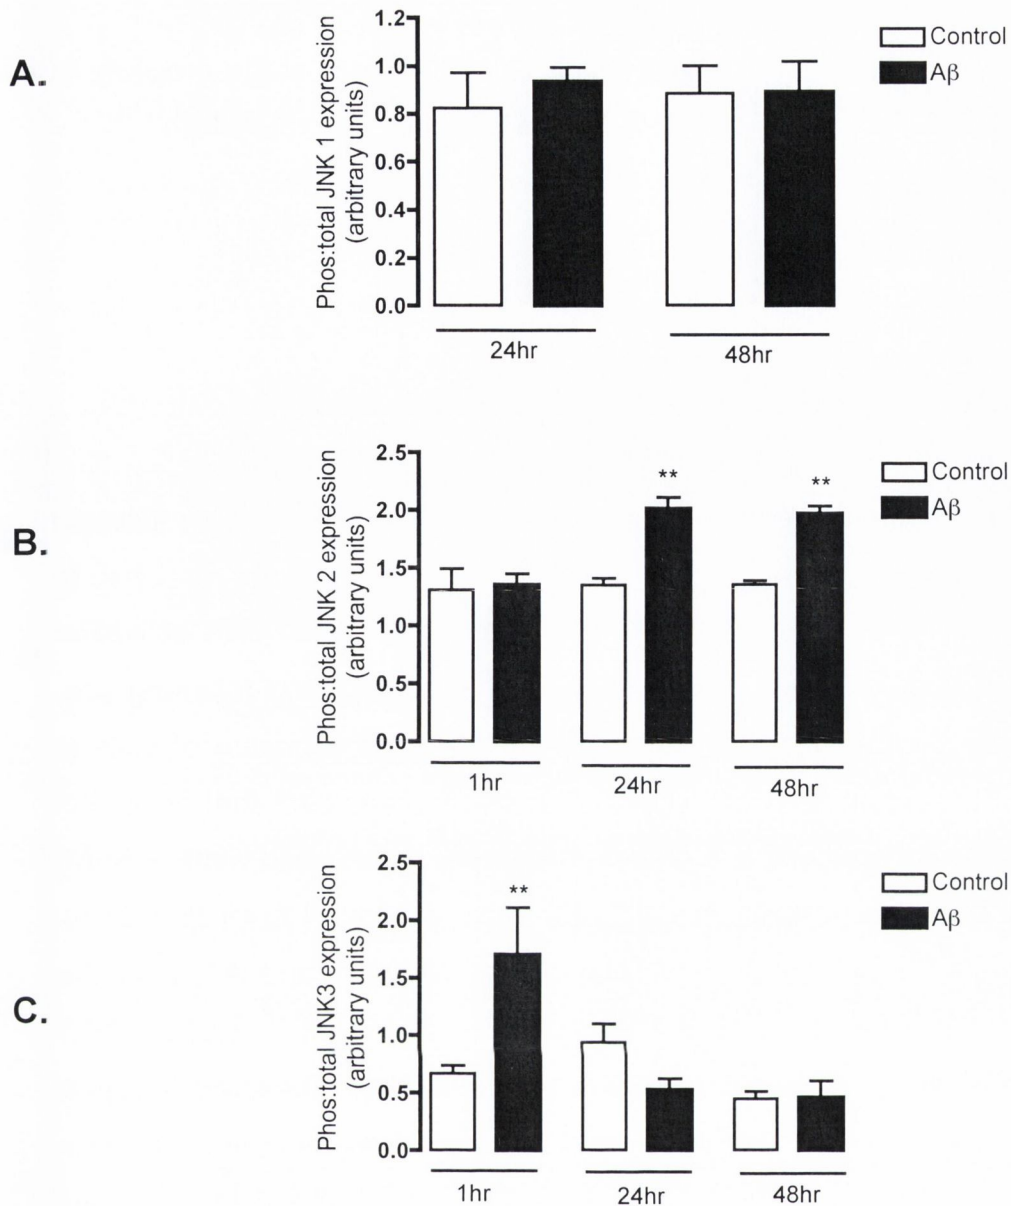 A.
Phos:total JNK 1 expression
(arbitrary units)
1.2
1.0
0.8
0.6
0.4
0.2
0.0
24hr
48hr
Control
Aβ
B.
Phos:total JNK 2 expression
(arbitrary units)
2.5
2.0
1.5
1.0
0.5
0.0
**
**
1hr
24hr
48hr
Control
Aβ
C.
Phos:total JNK3 expression
(arbitrary units)
2.5
2.0
1.5
1.0
0.5
0.0
**
1hr
24hr
48hr
Control
Aβ